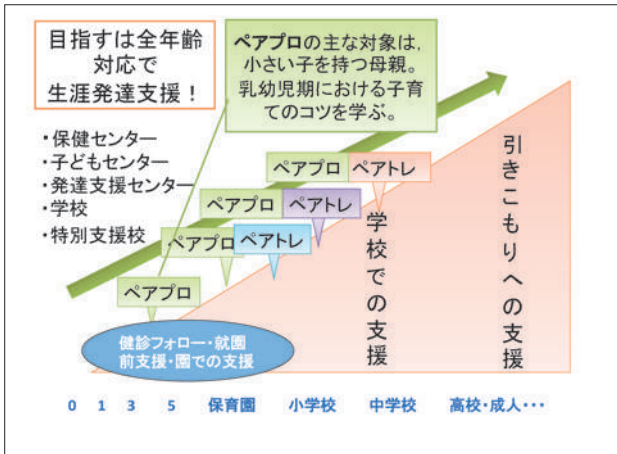 目指すは全年齢
対応で
生涯発達支援！
ペアプロの主な対象は,
小さい子を持つ母親。
乳幼児期における子育
てのコツを学ぶ。
・保健センター
・子どもセンター
・発達支援センター
・学校
・特別支援校
ペアプロ
ペアトレ
ペアプロ
ペアトレ
ペアプロ
ペアトレ
ペアプロ
学校での支援
引きこもりへの支援
健診フォロー・就園
前支援・園での支援
0 1 3 5 保育園 小学校 中学校 高校・成人・・・